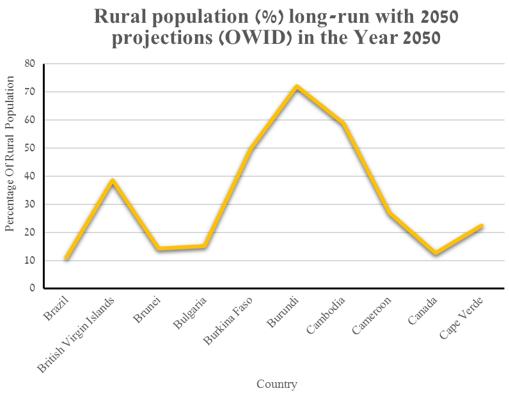 Rural population (%) long-run with 2050
projections (OWID) in the Year 2050
Percentage Of Rural Population
80
70
60
50
40
30
20
10
0
Brazil
British Virgin Islands
Brunei
Bulgaria
Burkina Faso
Burundi
Cambodia
Cameroon
Canada
Cape Verde
Country